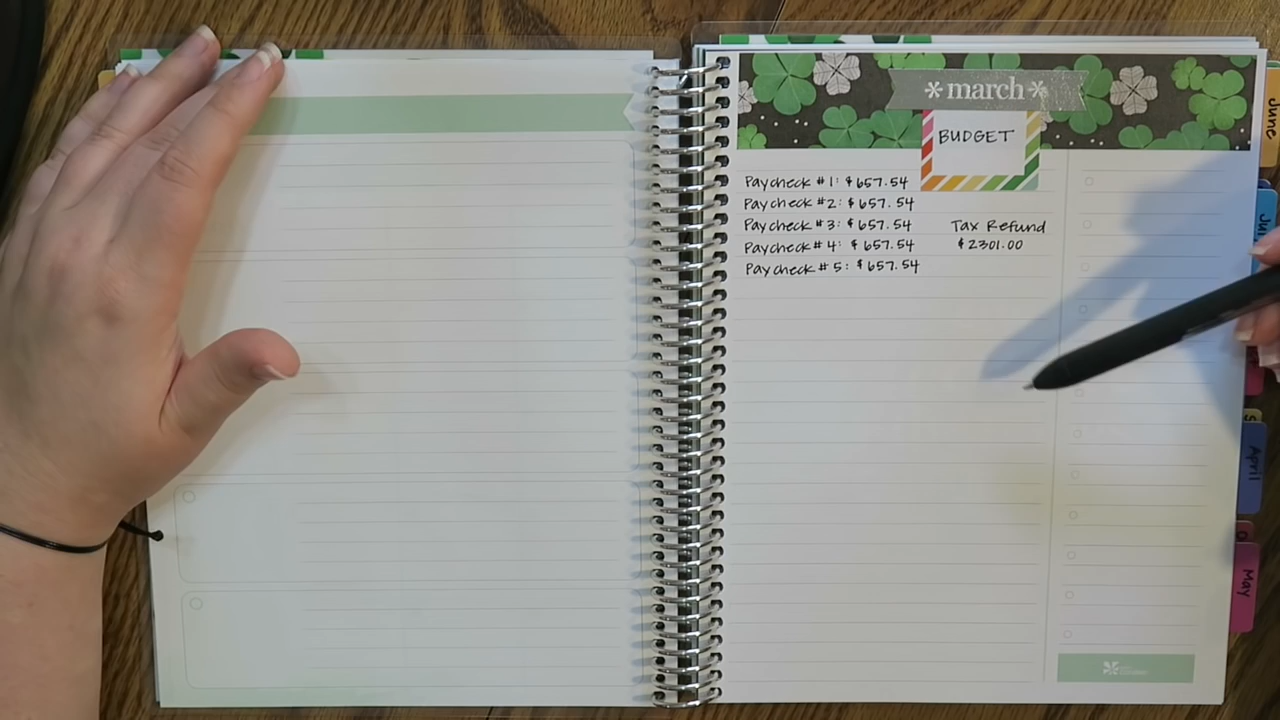 *march*
BUDGET
Paycheck #1: $657.54
Paycheck #2: $657.54
Paycheck #3: $657.54
Paycheck #4: $657.54
Paycheck #5: $657.54
Tax Refund
$2301.00
June
April
May